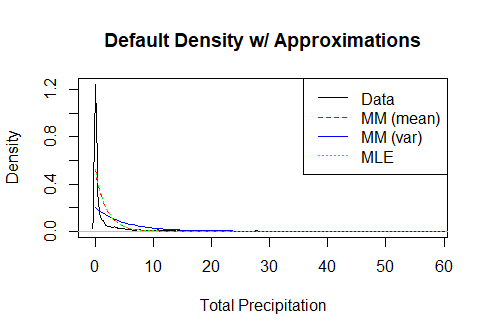 Default Density w/ Approximations
Data
MM (mean)
MM (var)
MLE
Density
0.0 0.4 0.8 1.2
0 10 20 30 40 50 60
Total Precipitation